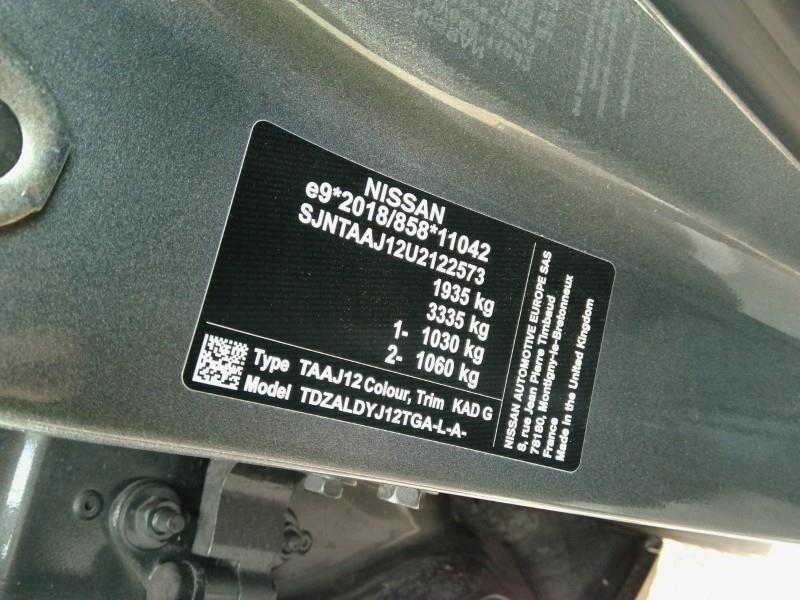 NISSAN
e9*2018/858*11042
SJNTAAJ12U2122573
1935 kg
3335 kg
1- 1030 kg
2- 1060 kg
Type TAAJ12 Colour, Trim KAD G
Model TDZALDYJ12TGA-L-A-
NISSAN AUTOMOTIVE EUROPE SAS
8, rue Jean Pierre Timbaud
78180, Montigny-le-Bretonneux
France
Made in the United Kingdom